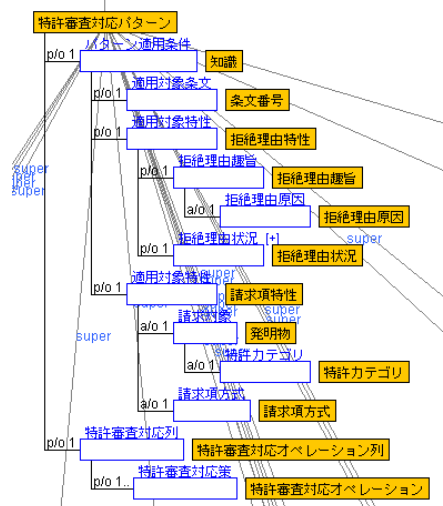 特許審査対応パターン
パターン適用条件
p/o 1
知識
適用対象条文
p/o 1
条文番号
適用対象特性
p/o 1
拒絶理由特性
拒絶理由趣旨
p/o 1
拒絶理由趣旨
super
super
拒絶理由原因
a/o 1
拒絶理由原因
拒絶理由状況 [+]
super
p/o 1
拒絶理由状況
適用対象特性
super
p/o 1
請求項特性
請求対象
super
a/o 1
発明物
super
super
特許カテゴリ
a/o 1
特許カテゴリ
請求項方式
a/o 1
請求項方式
特許審査対応列
p/o 1
特許審査対応オペレーション列
特許審査対応策
p/o 1..
特許審査対応オペレーション